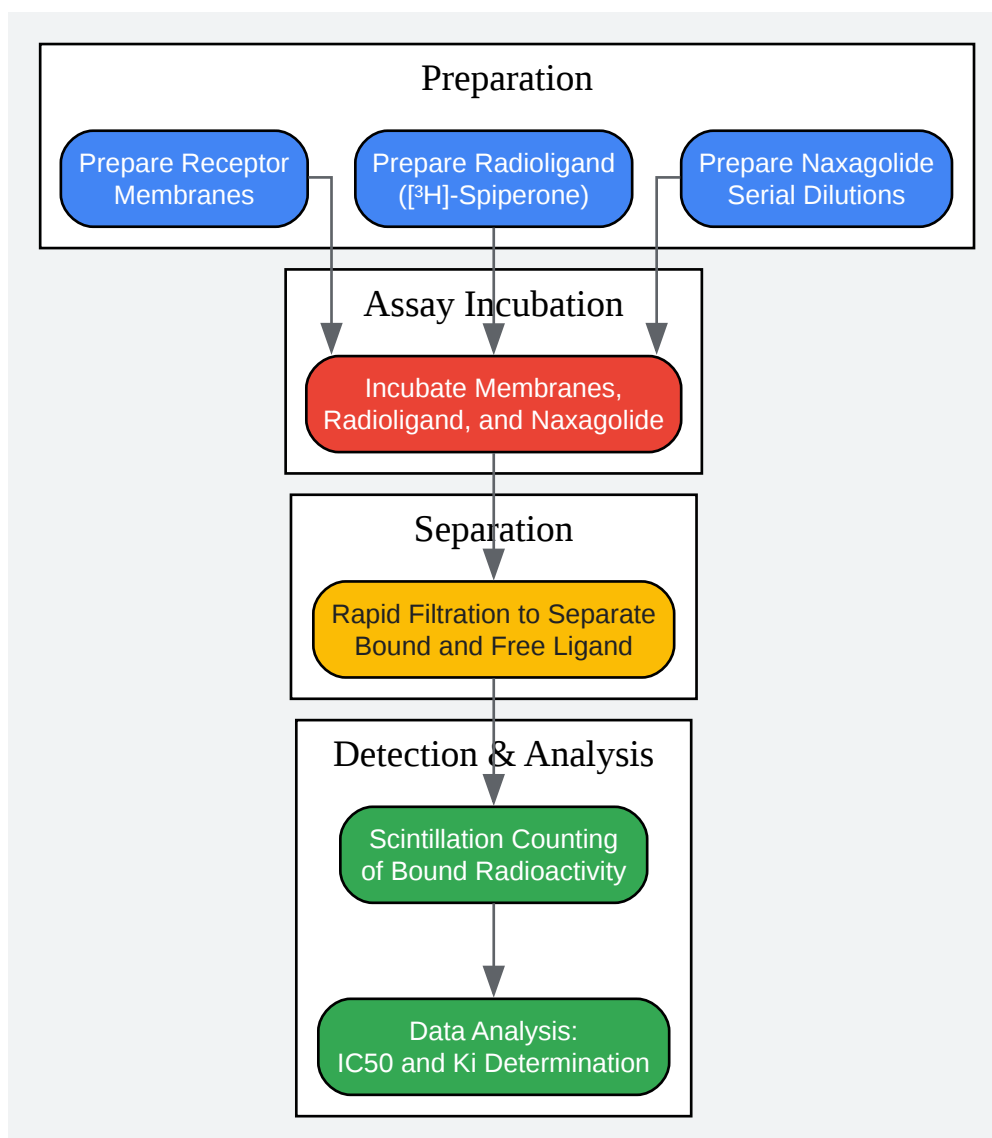 Preparation
Prepare Receptor
Membranes
Prepare Radioligand
([³H]-Spiperone)
Prepare Naxagolide
Serial Dilutions
Assay Incubation
Incubate Membranes,
Radioligand, and Naxagolide
Separation
Rapid Filtration to Separate
Bound and Free Ligand
Detection & Analysis
Scintillation Counting
of Bound Radioactivity
Data Analysis:
IC50 and Ki Determination